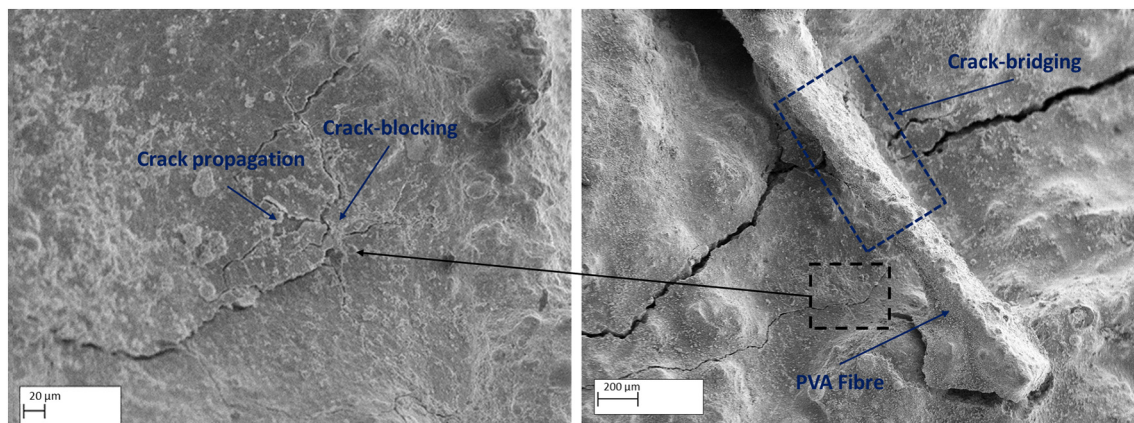 Crack-blocking
Crack propagation
20 µm
Crack-bridging
PVA Fibre
200 µm